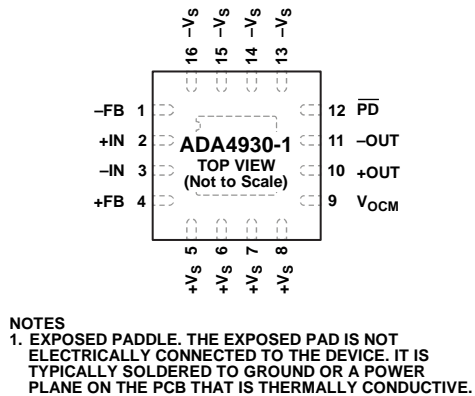 16 –VS
15 –VS
14 –VS
13 –VS
–FB 1
+IN 2
–IN 3
+FB 4
ADA4930-1
TOP VIEW
(Not to Scale)
12 PD
11 –OUT
10 +OUT
9 VOCM
+VS 5
+VS 6
+VS 7
+VS 8
NOTES
1. EXPOSED PADDLE. THE EXPOSED PAD IS NOT
ELECTRICALLY CONNECTED TO THE DEVICE. IT IS
TYPICALLY SOLDERED TO GROUND OR A POWER
PLANE ON THE PCB THAT IS THERMALLY CONDUCTIVE.